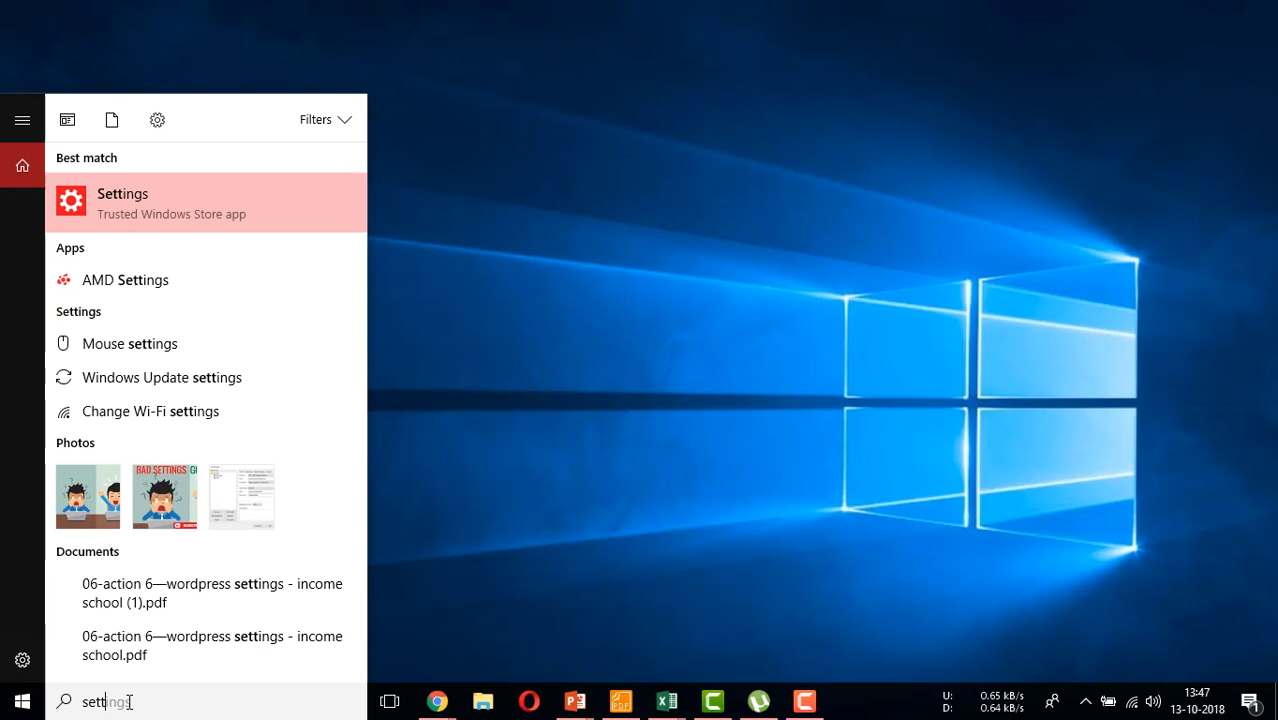 Filters
Best match
Settings
Trusted Windows Store app
Apps
AMD Settings
Settings
Mouse settings
Windows Update settings
Change Wi-Fi settings
Photos
BAD SETTINGS
Documents
06-action 6—wordpress settings - income
school (1).pdf
06-action 6—wordpress settings - income
school.pdf
settings
PDF
U: 0.65 kB/s
D: 0.64 kB/s
13:47
13-10-2018
1